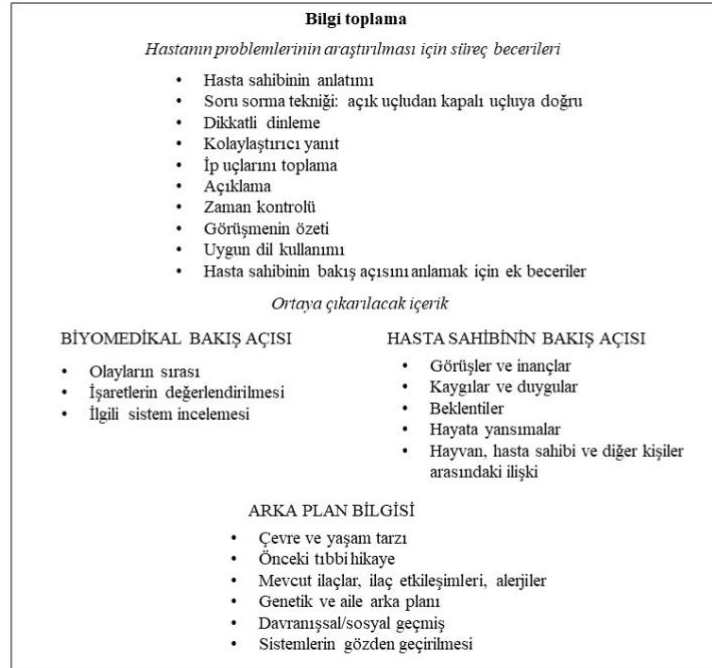 Bilgi toplama
Hastanın problemlerinin araştırılması için süreç becerileri
• Hasta sahibinin anlatımı
• Soru sorma tekniği: açık uçludan kapalı uçluya doğru
• Dikkatli dinleme
• Kolaylaştırıcı yanıt
• İp uçlarını toplama
• Açıklama
• Zaman kontrolü
• Görüşmenin özeti
• Uygun dil kullanımı
• Hasta sahibinin bakış açısını anlamak için ek beceriler
Ortaya çıkarılacak içerik
BİYOMEDİKAL BAKIŞ AÇISI
• Olayların sırası
• İşaretlerin değerlendirilmesi
• İlgili sistem incelemesi
HASTA SAHİBİNİN BAKIŞ AÇISI
• Görüşler ve inançlar
• Kaygılar ve duygular
• Beklentiler
• Hayata yansımalar
• Hayvan, hasta sahibi ve diğer kişiler
arasındaki ilişki
ARKA PLAN BİLGİSİ
• Çevre ve yaşam tarzı
• Önceki tıbbi hikaye
• Mevcut ilaçlar, ilaç etkileşimleri, alerjiler
• Genetik ve aile arka planı
• Davranışsal/sosyal geçmiş
• Sistemlerin gözden geçirilmesi